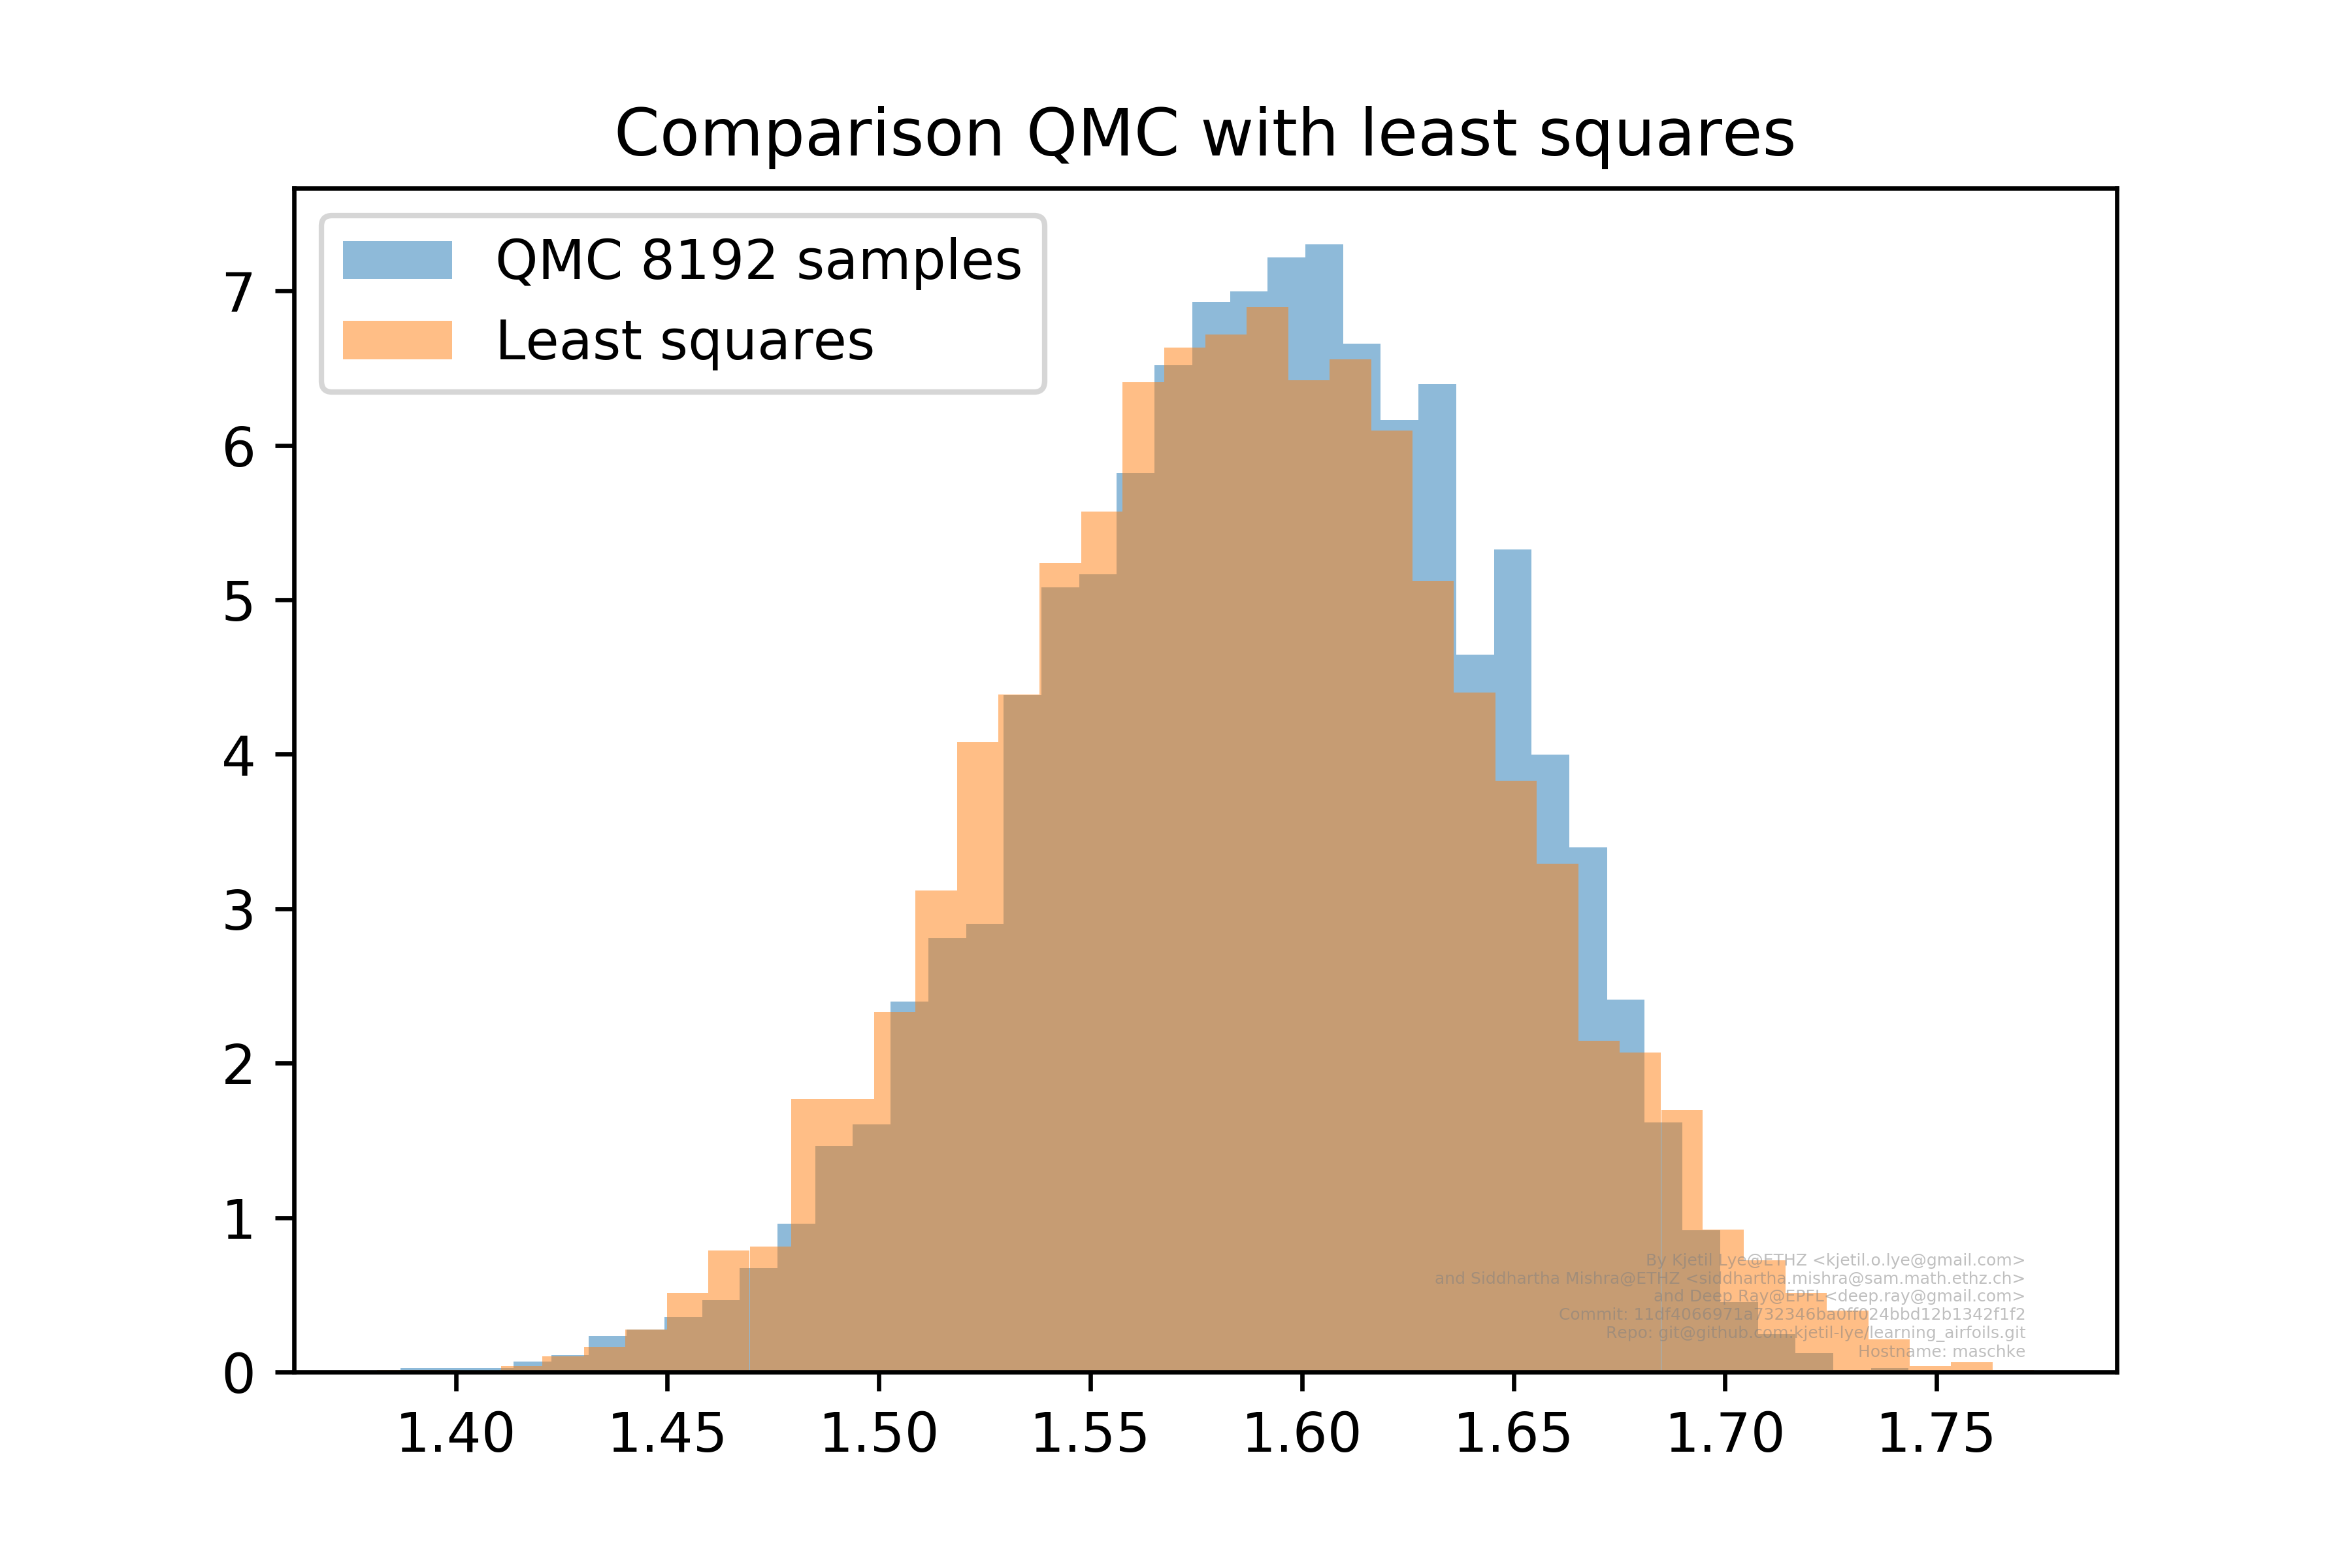 Comparison QMC with least squares
QMC 8192 samples
Least squares
7
6
5
4
3
2
1
0
1.40 1.45 1.50 1.55 1.60 1.65 1.70 1.75
By Kjetil Lye@ETHZ <kjetil.o.lye@gmail.com>
and Siddhartha Mishra@ETHZ <siddhartha.mishra@sam.math.ethz.ch>
and Deep Ray@EPFL<deep.ray@gmail.com>
Commit: 11df4066971a732346ba0ff024bbd12b1342f1f2
Repo: git@github.com:kjetil-lye/learning_airfoils.git
Hostname: maschke